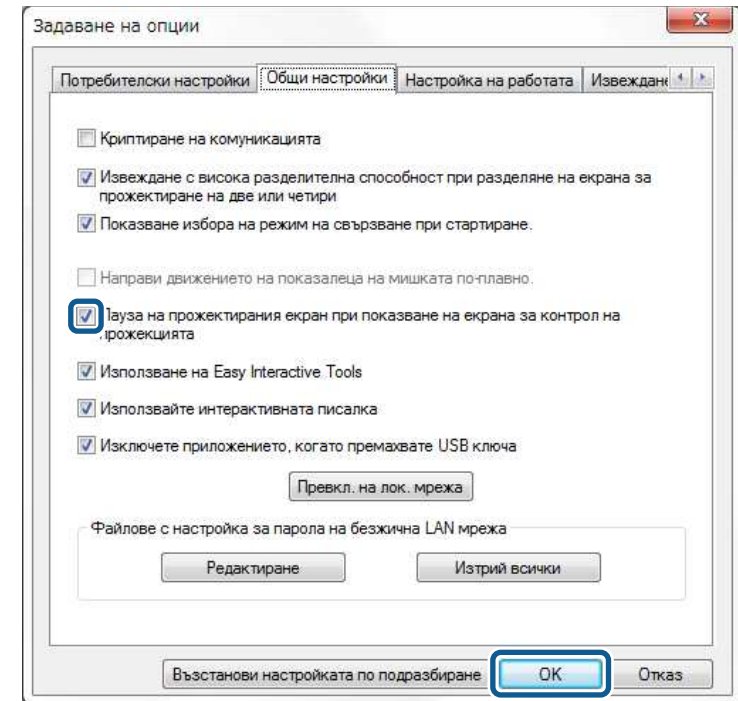 Задаване на опции
Потребителски настройки Общи настройки Настройка на работата
Криптиране на комуникацията
Извеждане с висока разделителна способност при разделяне на екрана за
прожектиране на две или четири
Показване избора на режим на свързване при стартиране.
Направи движението на показалеца на мишката по-плавно.
на прожектирания екран при показване на екрана за контрол на
Използване на Easy Interactive Tools
Използвайте интерактивната писалка
Изключете приложението, когато премахвате USB ключа
Превкл. на лок. мрежа
Файлове с настройка за парола на безжична LAN мрежа
Редактиране Изтрий всички
Възстанови настройката по подразбиране OK Отказ